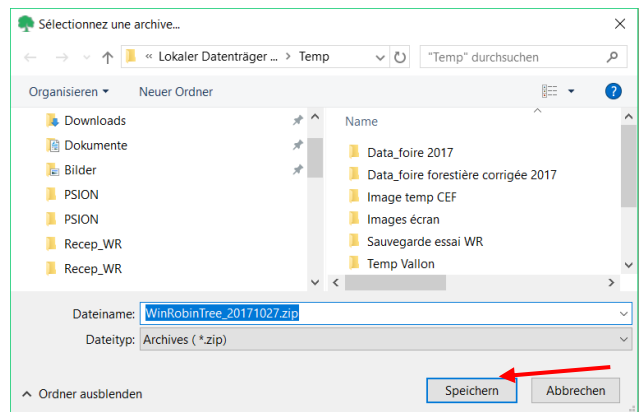 Sélectionnez une archive...
« Lokaler Datenträger ... > Temp
"Temp" durchsuchen
Organisieren
Neuer Ordner
Downloads
Dokumente
Bilder
PSION
PSION
Recep_WR
Recep_WR
Name
Data_foire 2017
Data_foire forestière corrigée 2017
Image temp CEF
Images écran
Sauvegarde essai WR
Temp Vallon
Dateiname: WinRobinTree_20171027.zip
Dateityp: Archives ( *.zip)
Ordner ausblenden
Speichern
Abbrechen